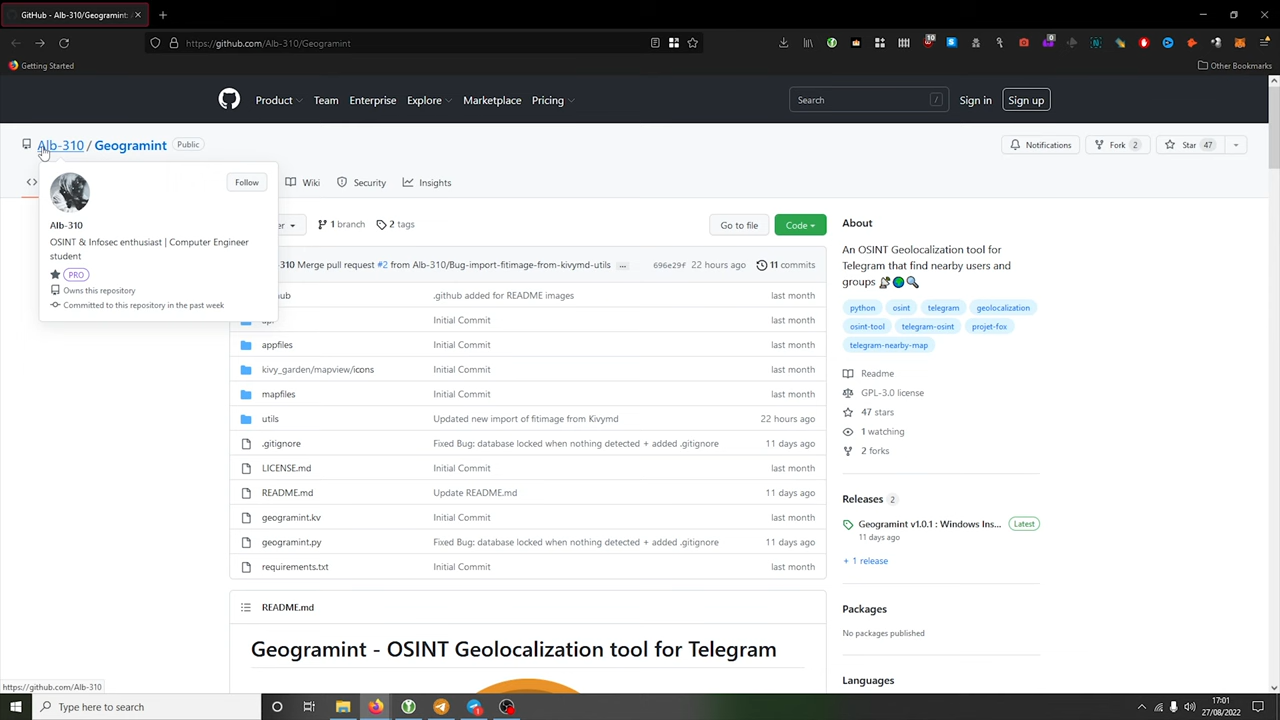 GitHub - Alb-310/Geogramint:
https://github.com/Alb-310/Geogramint
10
0
Getting Started
Other Bookmarks
Product
Team
Enterprise
Explore
Marketplace
Pricing
Search
/
Sign in
Sign up
Alb-310 / Geogramint
Public
Notifications
Fork 2
Star 47
<>
Wiki
Security
Insights
Follow
Alb-310
OSINT & Infosec enthusiast | Computer Engineer
student
PRO
Owns this repository
Committed to this repository in the past week
1 branch
2 tags
Go to file
Code
310 Merge pull request #2 from Alb-310/Bug-import-fitimage-from-kivymd-utils
...
696e29f
22 hours ago
11 commits
.github added for README images
last month
Initial Commit
last month
appfiles
Initial Commit
last month
kivy_garden/mapview/icons
Initial Commit
last month
mapfiles
Initial Commit
last month
utils
Updated new import of fitimage from Kivymd
22 hours ago
.gitignore
Fixed Bug: database locked when nothing detected + added .gitignore
11 days ago
LICENSE.md
Initial Commit
last month
README.md
Update README.md
11 days ago
geogramint.kv
Initial Commit
last month
geogramint.py
Fixed Bug: database locked when nothing detected + added .gitignore
11 days ago
requirements.txt
Initial Commit
last month
README.md
Geogramint - OSINT Geolocalization tool for Telegram
About
An OSINT Geolocalization tool for
Telegram that find nearby users and
groups
python
osint
telegram
geolocalization
osint-tool
telegram-osint
projet-fox
telegram-nearby-map
Readme
GPL-3.0 license
47 stars
1 watching
2 forks
Releases 2
Geogramint v1.0.1 : Windows Ins...
Latest
11 days ago
+ 1 release
Packages
No packages published
Languages
https://github.com/Alb-310
Type here to search
17:01
27/08/2022